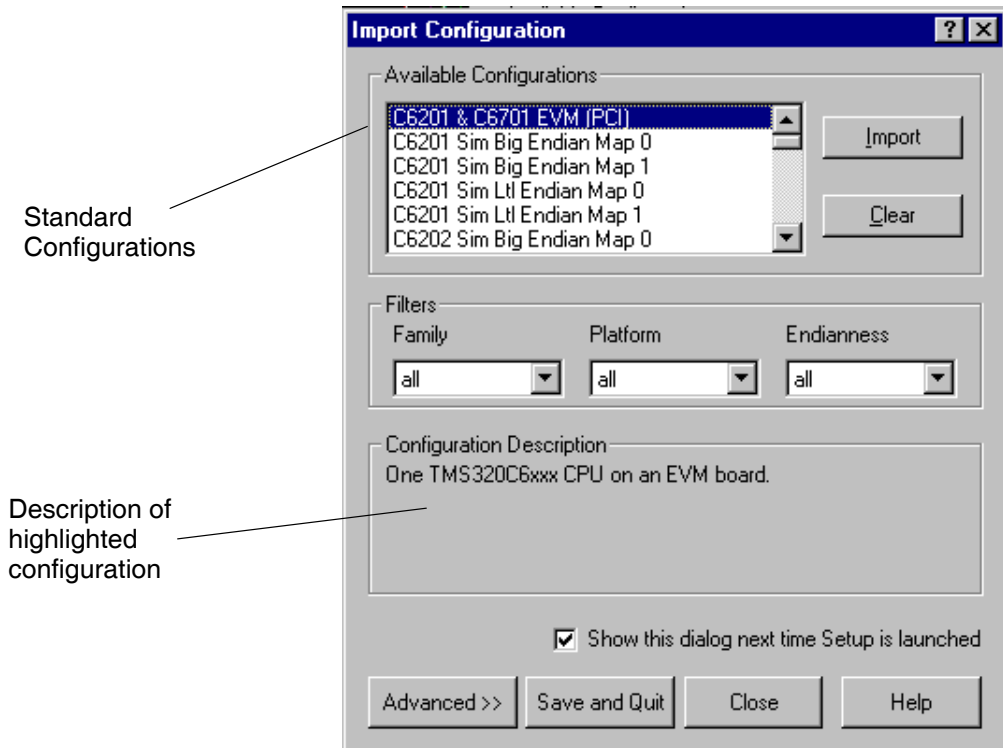 Import Configuration
Available Configurations
C6201 & C6701 EVM (PCI)
C6201 Sim Big Endian Map 0
C6201 Sim Big Endian Map 1
C6201 Sim Ltl Endian Map 0
C6201 Sim Ltl Endian Map 1
C6202 Sim Big Endian Map 0
Import
Clear
Standard
Configurations
Filters
Family Platform Endianness
all all all
Configuration Description
One TMS320C6xxx CPU on an EVM board.
Description of
highlighted
configuration
Show this dialog next time Setup is launched
Advanced >> Save and Quit Close Help